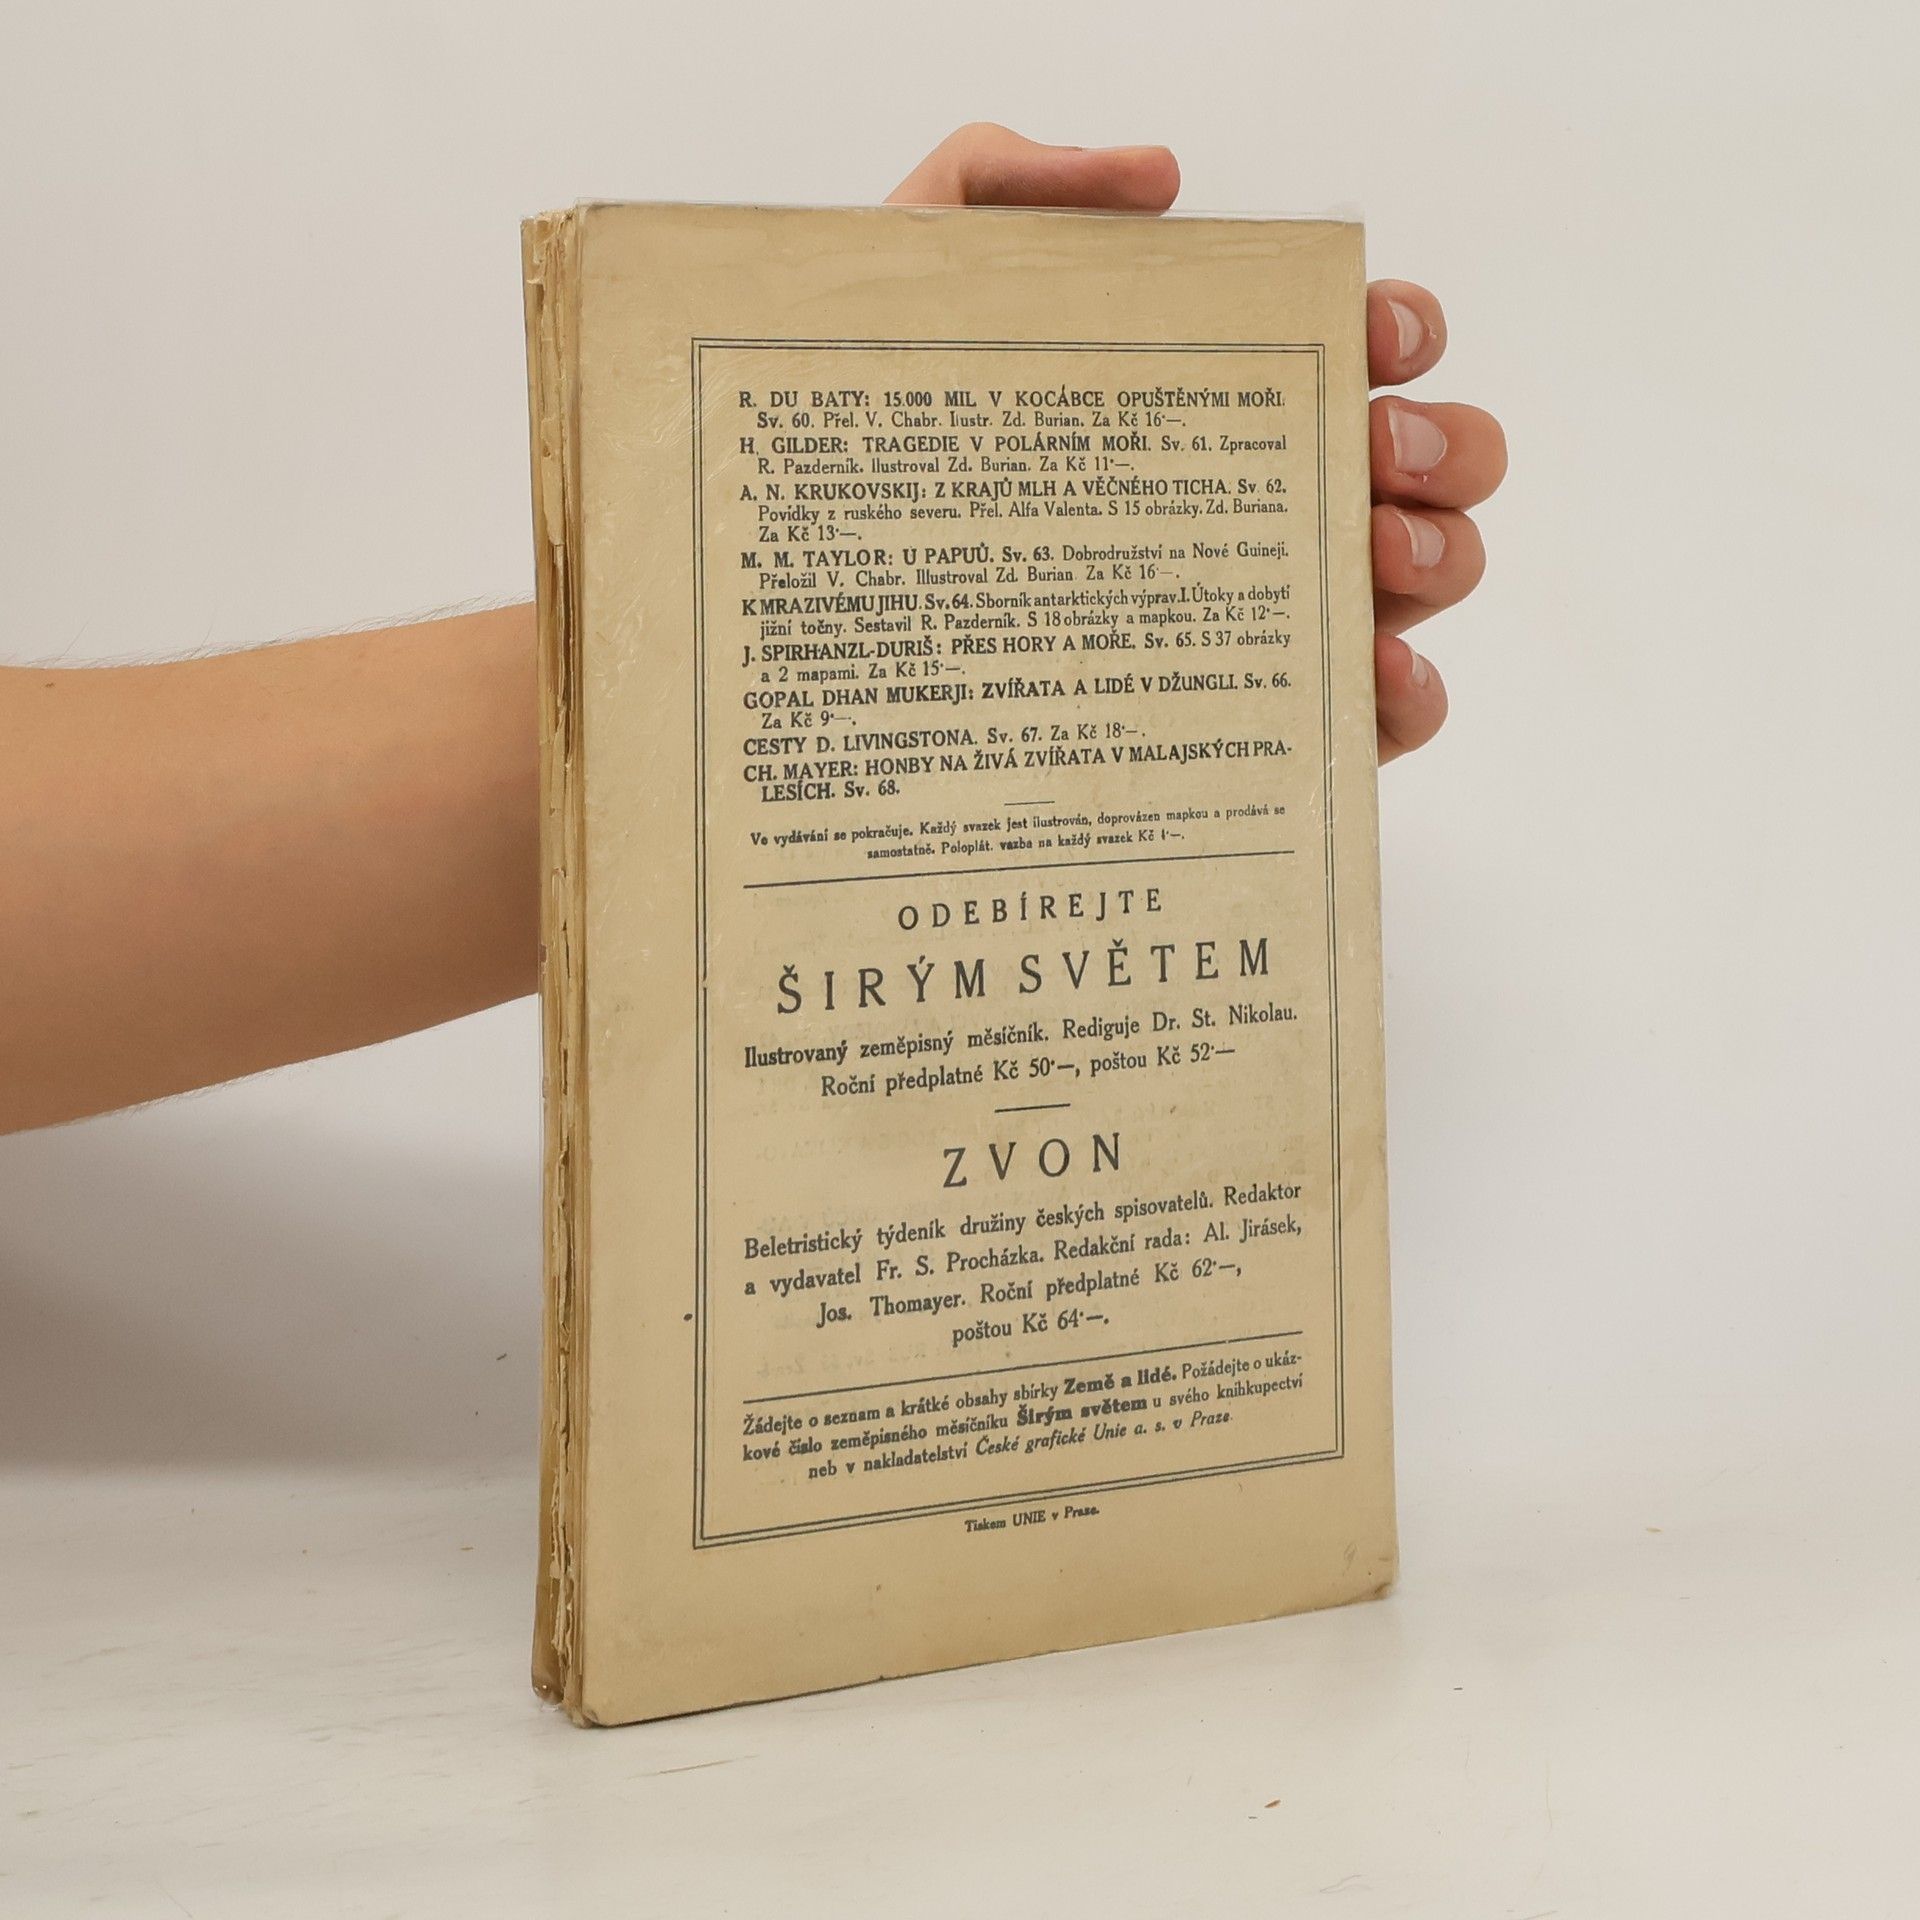 R. DU BATY: 15.000 MIL V KOCÁBCE OPUŠTĚNÝMI MOŘI.
Sv. 60. Přel. V. Chabr. Ilustr. Zd. Burian. Za Kč 16·—.
H. GILDER: TRAGEDIE V POLÁRNÍM MOŘI. Sv. 61. Zpracoval
R. Pazderník. Ilustroval Zd. Burian. Za Kč 11·—.
A. N. KRUKOVSKIJ: Z KRAJŮ MLH A VĚČNÉHO TICHA. Sv. 62.
Povídky z ruského severu. Přel. Alfa Valenta. S 15 obrázky. Zd. Buriana.
Za Kč 13·—.
M. M. TAYLOR: U PAPUŮ. Sv. 63. Dobrodružství na Nové Guineji.
Přeložil V. Chabr. Illustroval Zd. Burian. Za Kč 16·—.
K MRAZIVÉMU JIHU. Sv. 64. Sborník antarktických výprav. I. Útoky a dobytí
jižní točny. Sestavil R. Pazderník. S 18 obrázky a mapkou. Za Kč 12·—.
J. SPIRHANZL-DURIŠ: PŘES HORY A MOŘE. Sv. 65. S 37 obrázky
a 2 mapami. Za Kč 15·—.
GOPAL DHAN MUKERJI: ZVÍŘATA A LIDÉ V DŽUNGLI. Sv. 66.
Za Kč 9·—.
CESTY D. LIVINGSTONA. Sv. 67. Za Kč 18·—.
CH. MAYER: HONBY NA ŽIVÁ ZVÍŘATA V MALAJSKÝCH PRA-
LESÍCH. Sv. 68.
Ve vydávání se pokračuje. Každý svazek jest ilustrován, doprovázen mapkou a prodává se
samostatně. Poloplát. vazba na každý svazek Kč 4·—.
ODEBÍREJTE
ŠIRÝM SVĚTEM
Ilustrovaný zeměpisný měsíčník. Rediguje Dr. St. Nikolau.
Roční předplatné Kč 50·—, poštou Kč 52·—
ZVON
Beletristický týdeník družiny českých spisovatelů. Redaktor
a vydavatel Fr. S. Procházka. Redakční rada: Al. Jirásek,
Jos. Thomayer. Roční předplatné Kč 62·—,
poštou Kč 64·—.
Žádejte o seznam a krátké obsahy sbírky Země a lidé. Požádejte o ukáz-
kové číslo zeměpisného měsíčníku Širým světem u svého knihkupectví
neb v nakladatelství České grafické Unie a. s. v Praze.
Tiskem UNIE v Praze.